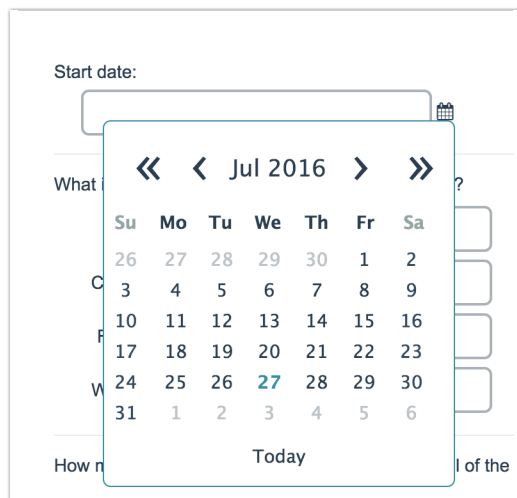 Start date:
« ‹ Jul 2016 › »
What i ?
Su Mo Tu We Th Fr Sa
26 27 28 29 30 1 2
3 4 5 6 7 8 9
10 11 12 13 14 15 16
17 18 19 20 21 22 23
24 25 26 27 28 29 30
31 1 2 3 4 5 6
Today
How l of the